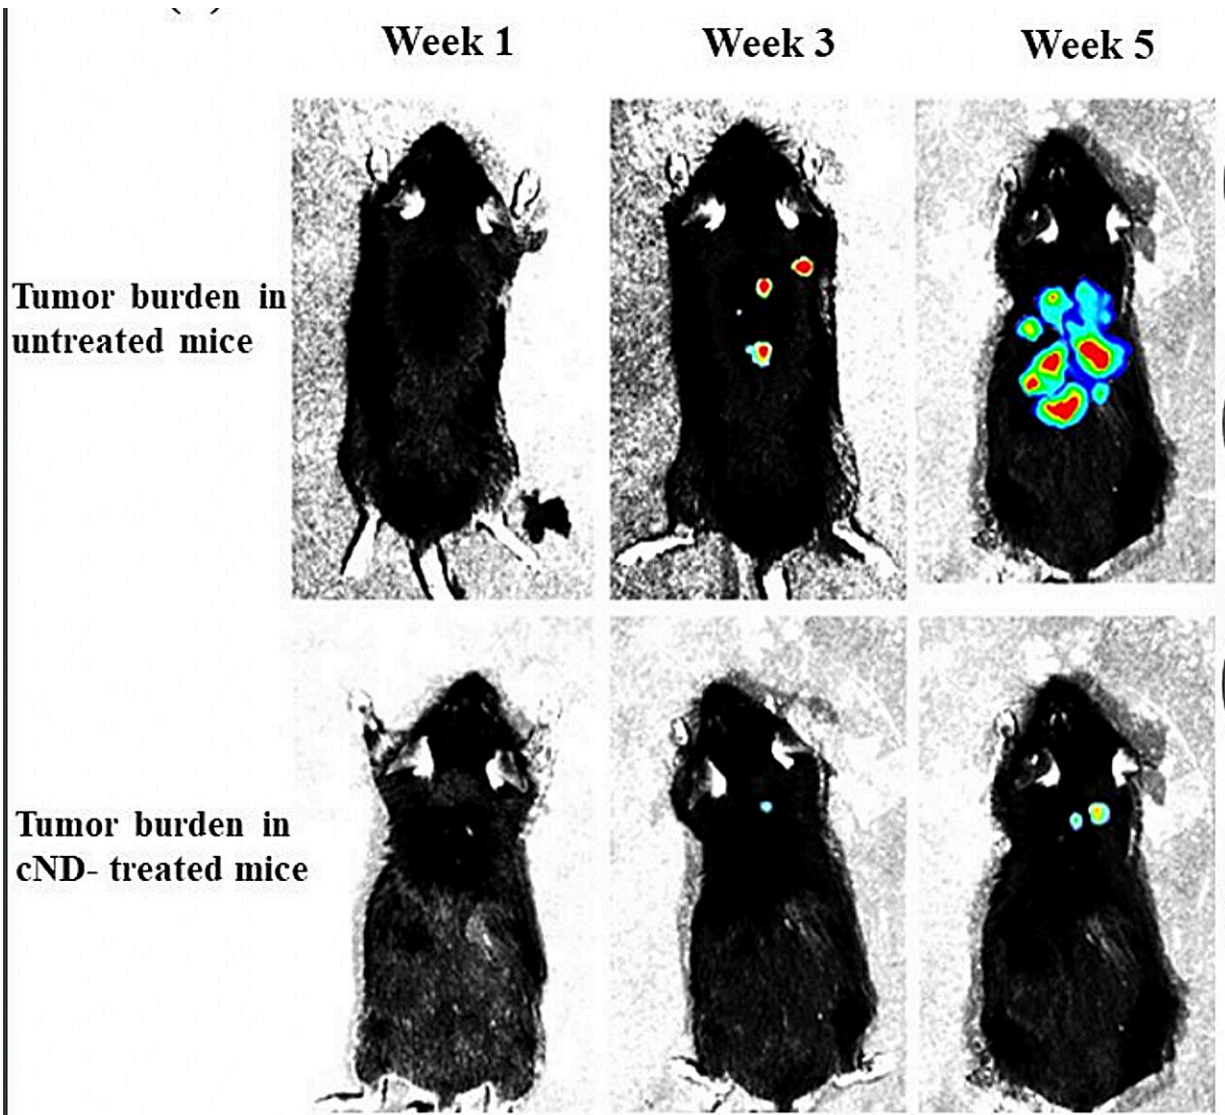 Week 1 Week 3 Week 5
Tumor burden in
untreated mice
Tumor burden in
cND- treated mice